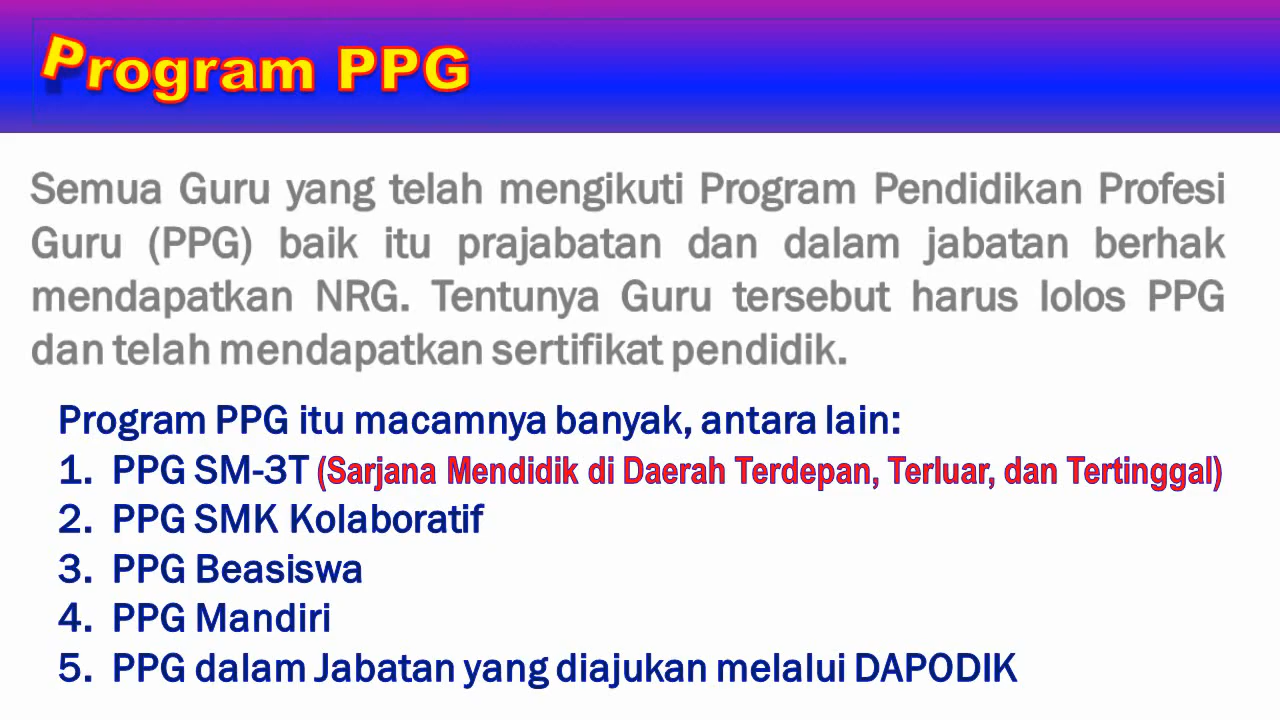 Program PPG
Semua Guru yang telah mengikuti Program Pendidikan Profesi
Guru (PPG) baik itu prajabatan dan dalam jabatan berhak
mendapatkan NRG. Tentunya Guru tersebut harus lolos PPG
dan telah mendapatkan sertifikat pendidik.
Program PPG itu macamnya banyak, antara lain:
1. PPG SM-3T (Sarjana Mendidik di Daerah Terdepan, Terluar, dan Tertinggal)
2. PPG SMK Kolaboratif
3. PPG Beasiswa
4. PPG Mandiri
5. PPG dalam Jabatan yang diajukan melalui DAPODIK